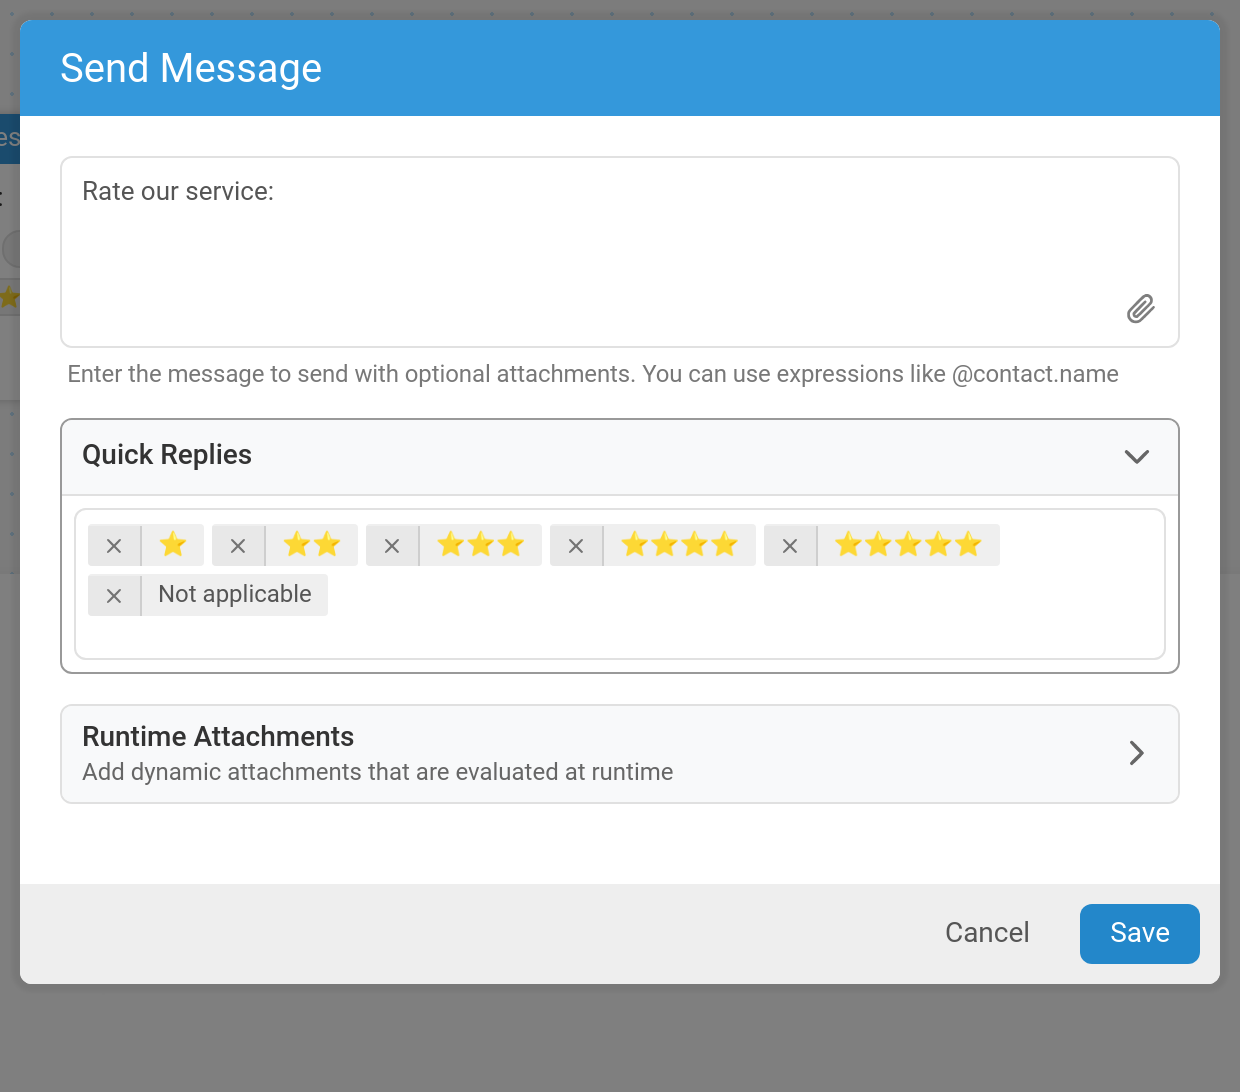 Send Message
Rate our service:
Enter the message to send with optional attachments. You can use expressions like @contact.name
Quick Replies
⭐ ⭐⭐ ⭐⭐⭐ ⭐⭐⭐⭐ ⭐⭐⭐⭐⭐
Not applicable
Runtime Attachments
Add dynamic attachments that are evaluated at runtime
Cancel Save